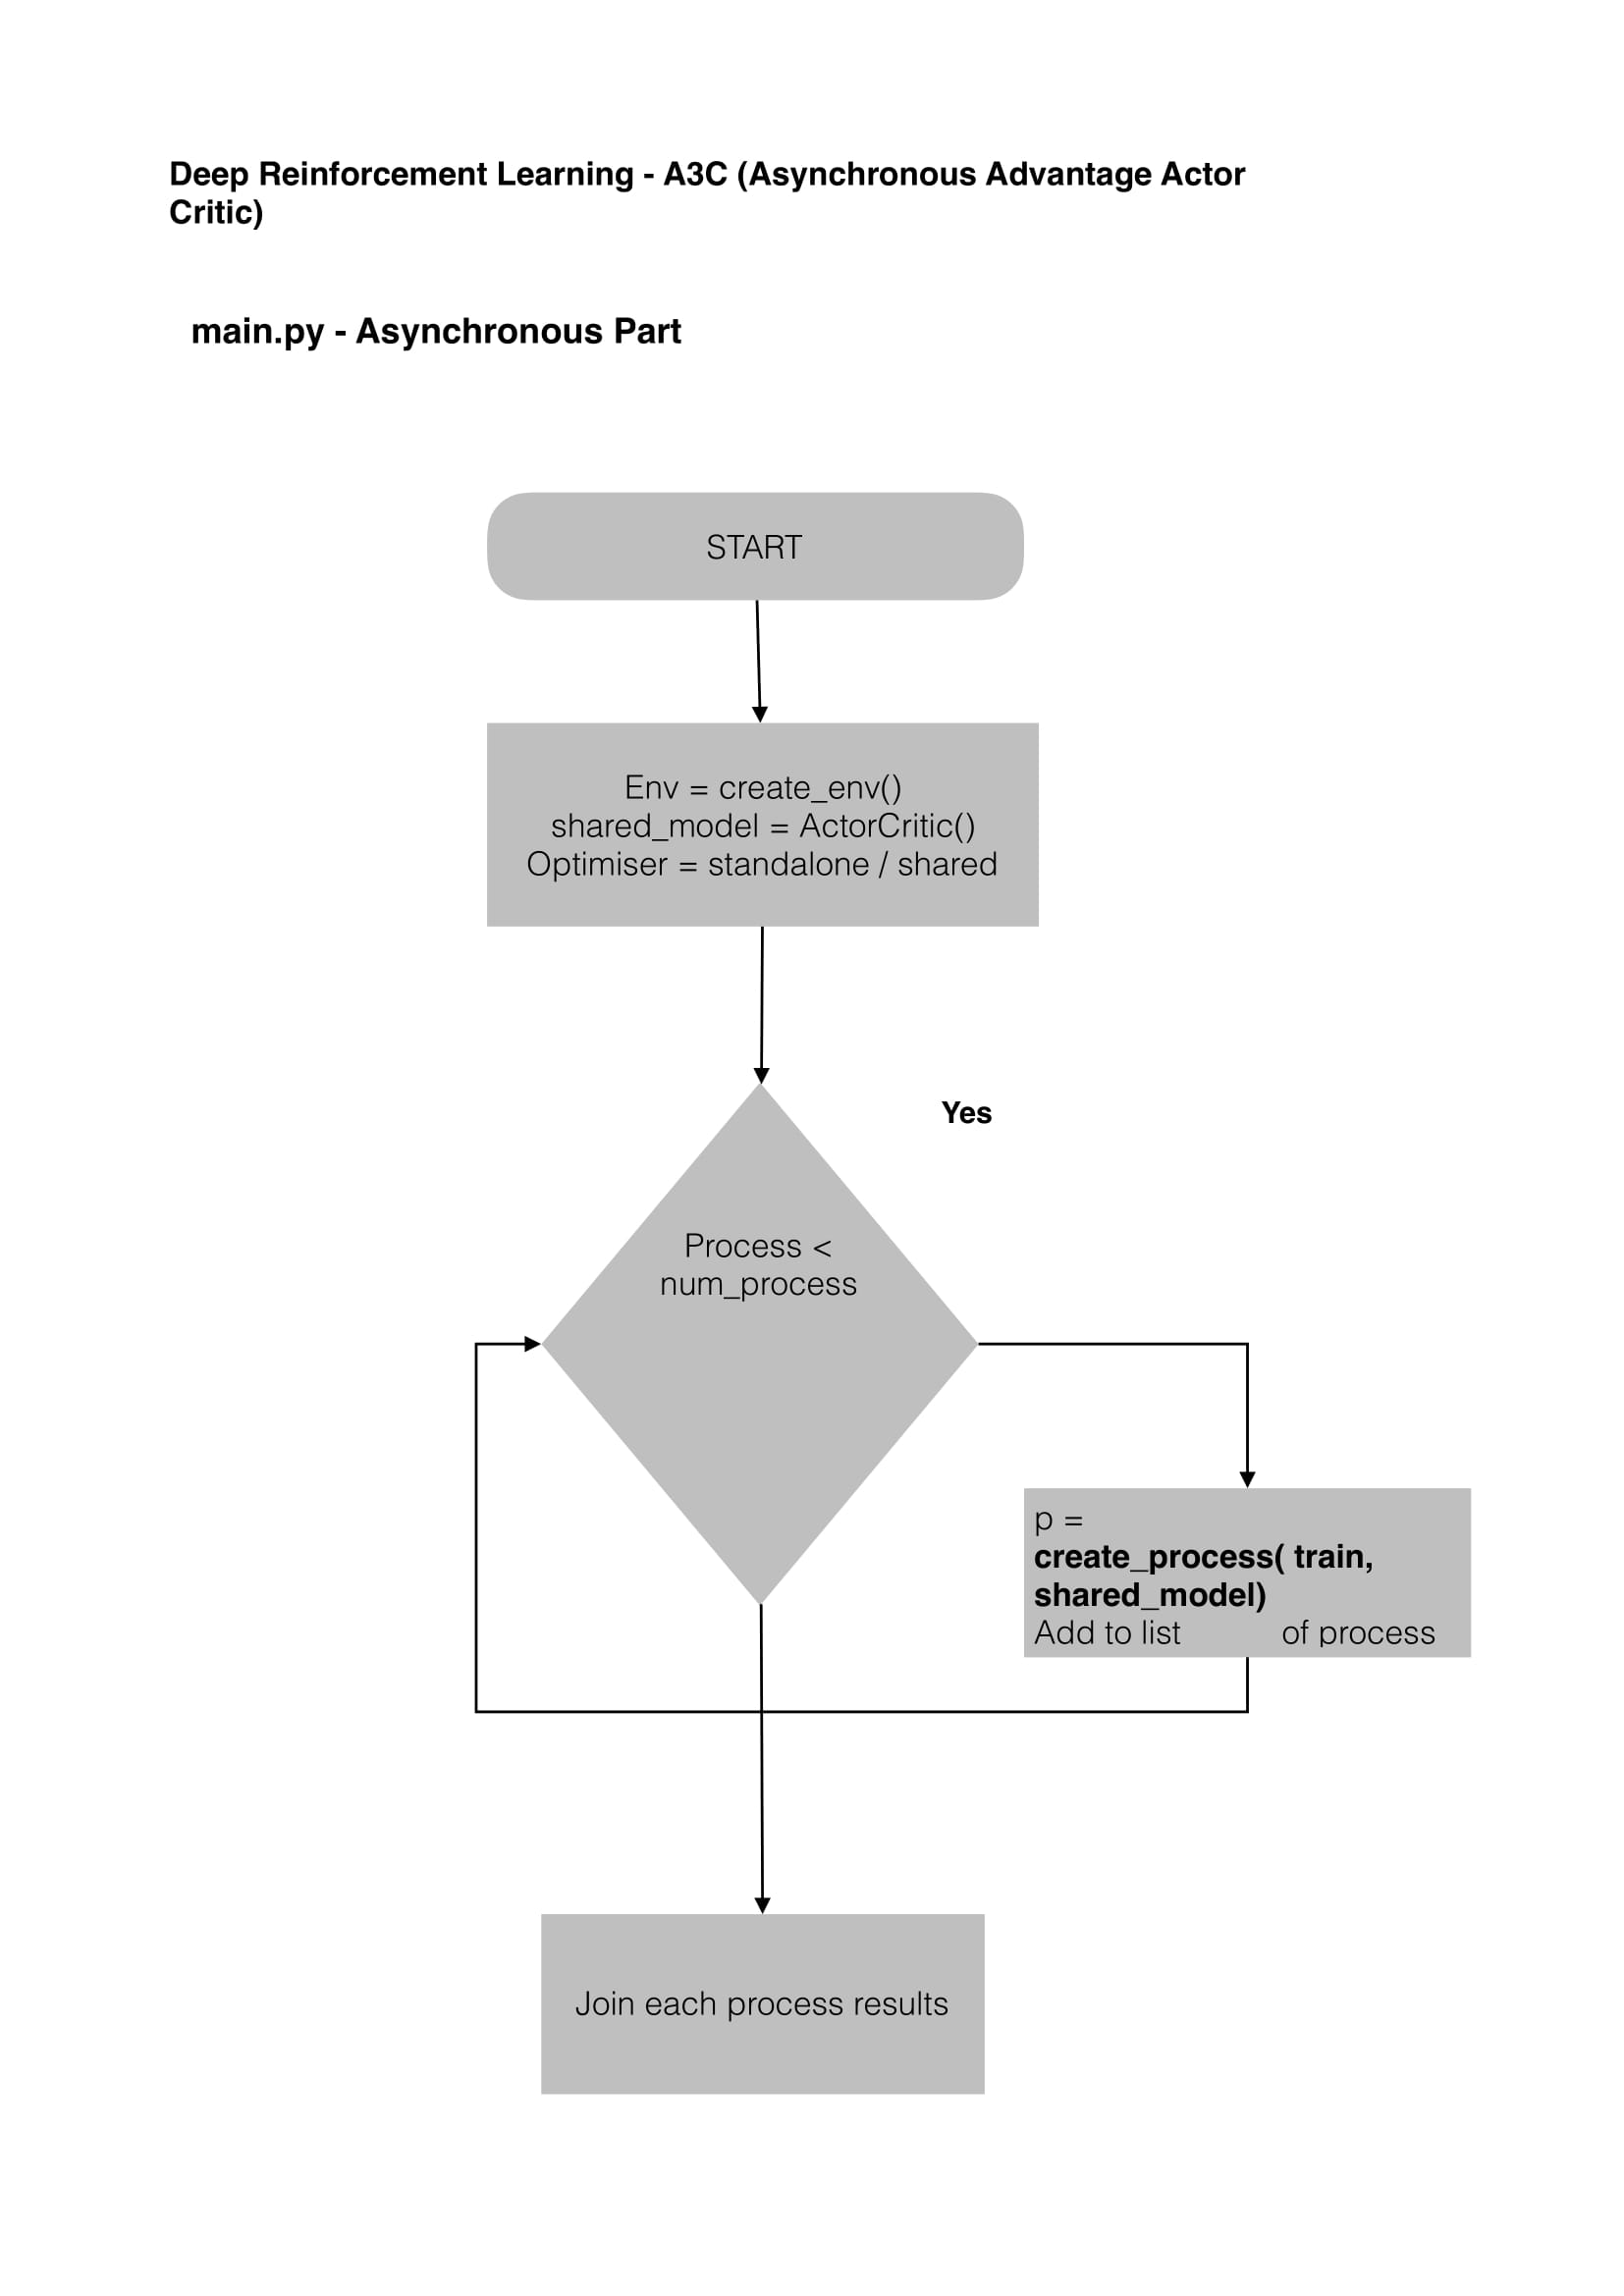 Deep Reinforcement Learning - A3C (Asynchronous Advantage Actor
Critic)
main.py - Asynchronous Part
START
Env = create_env()
shared_model = ActorCritic()
Optimiser = standalone / shared
Yes
Process <
num_process
p =
create_process( train,
shared_model)
Add to list of process
Join each process results